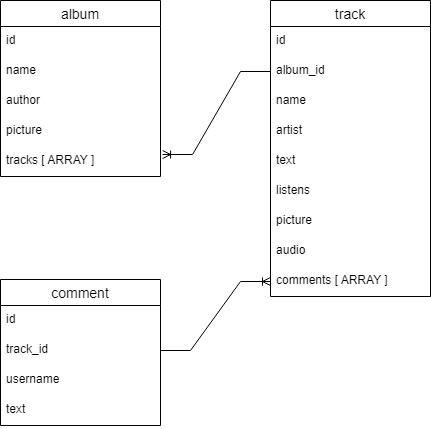 album
id
name
author
picture
tracks [ ARRAY ]
track
id
album_id
name
artist
text
listens
picture
audio
comments [ ARRAY ]
comment
id
track_id
username
text